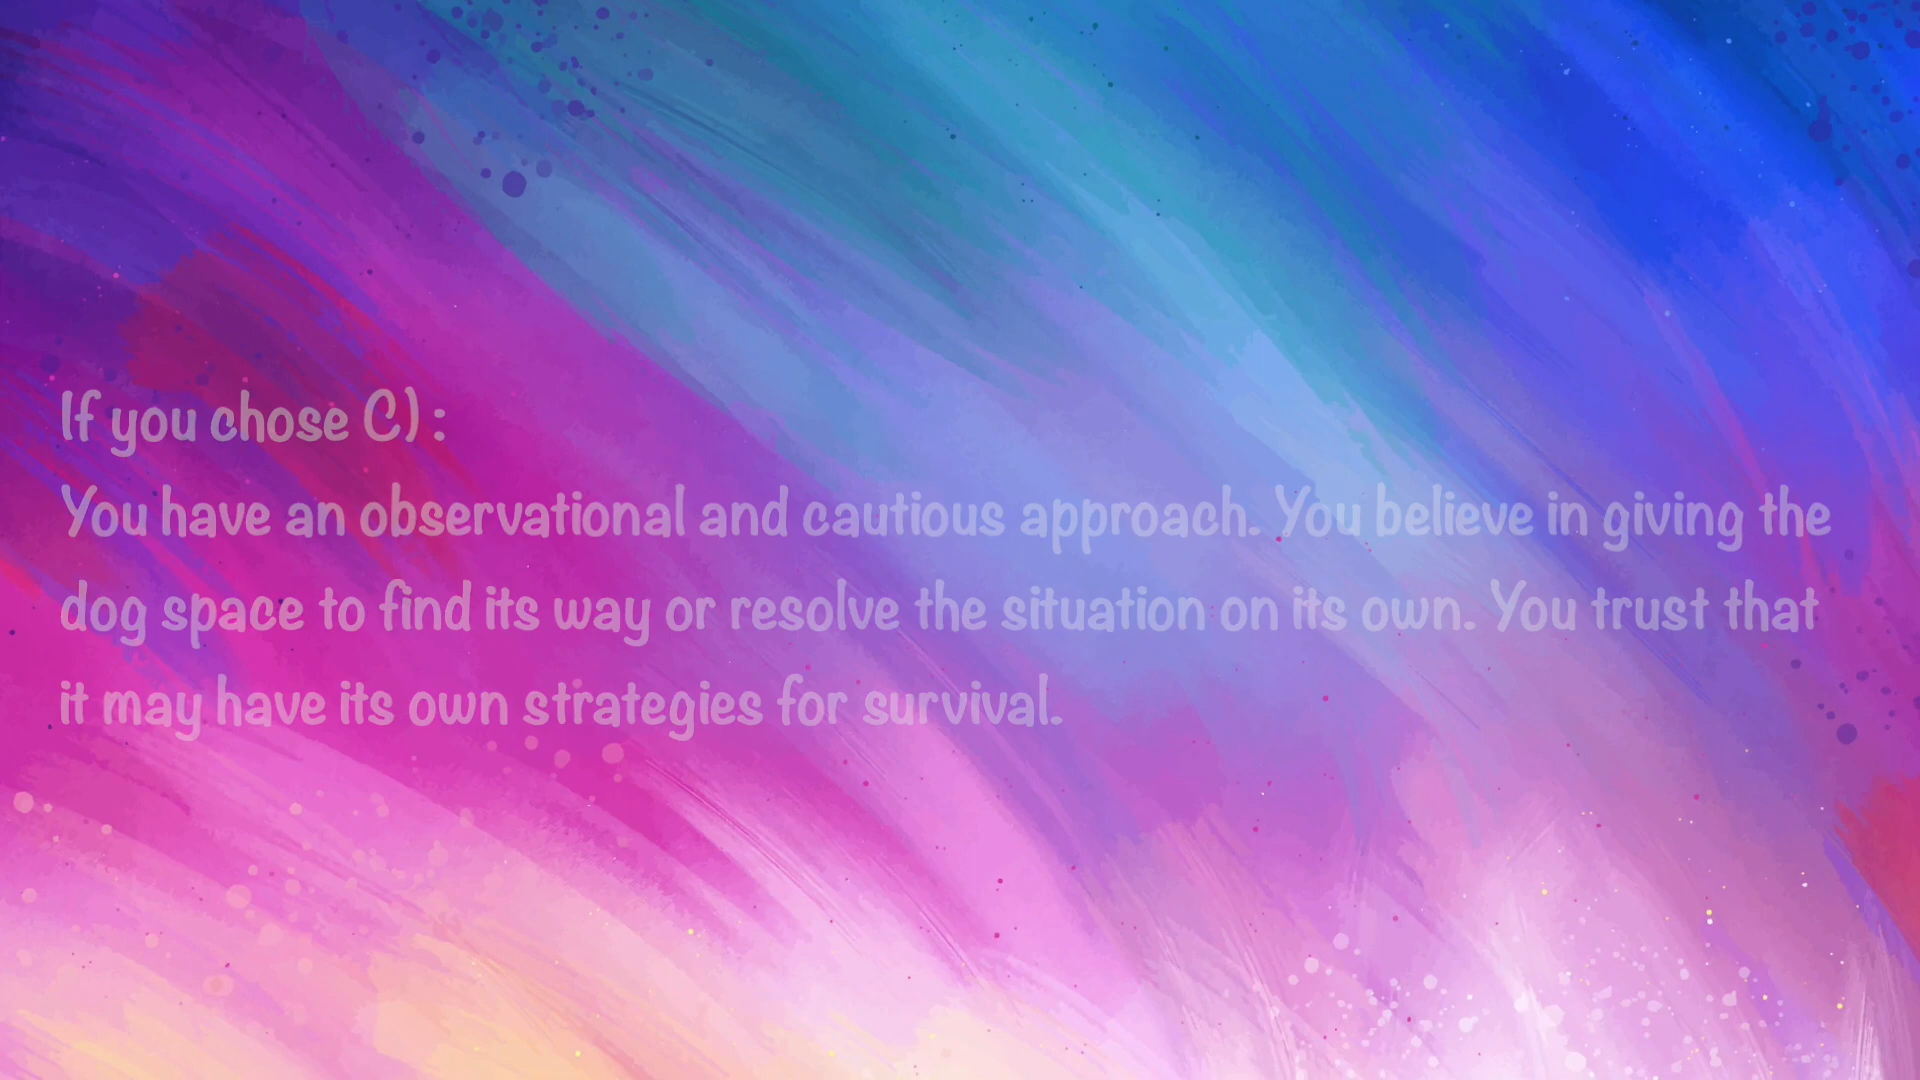 If you chose C) :
You have an observational and cautious approach. You believe in giving the
dog space to find its way or resolve the situation on its own. You trust that
it may have its own strategies for survival.